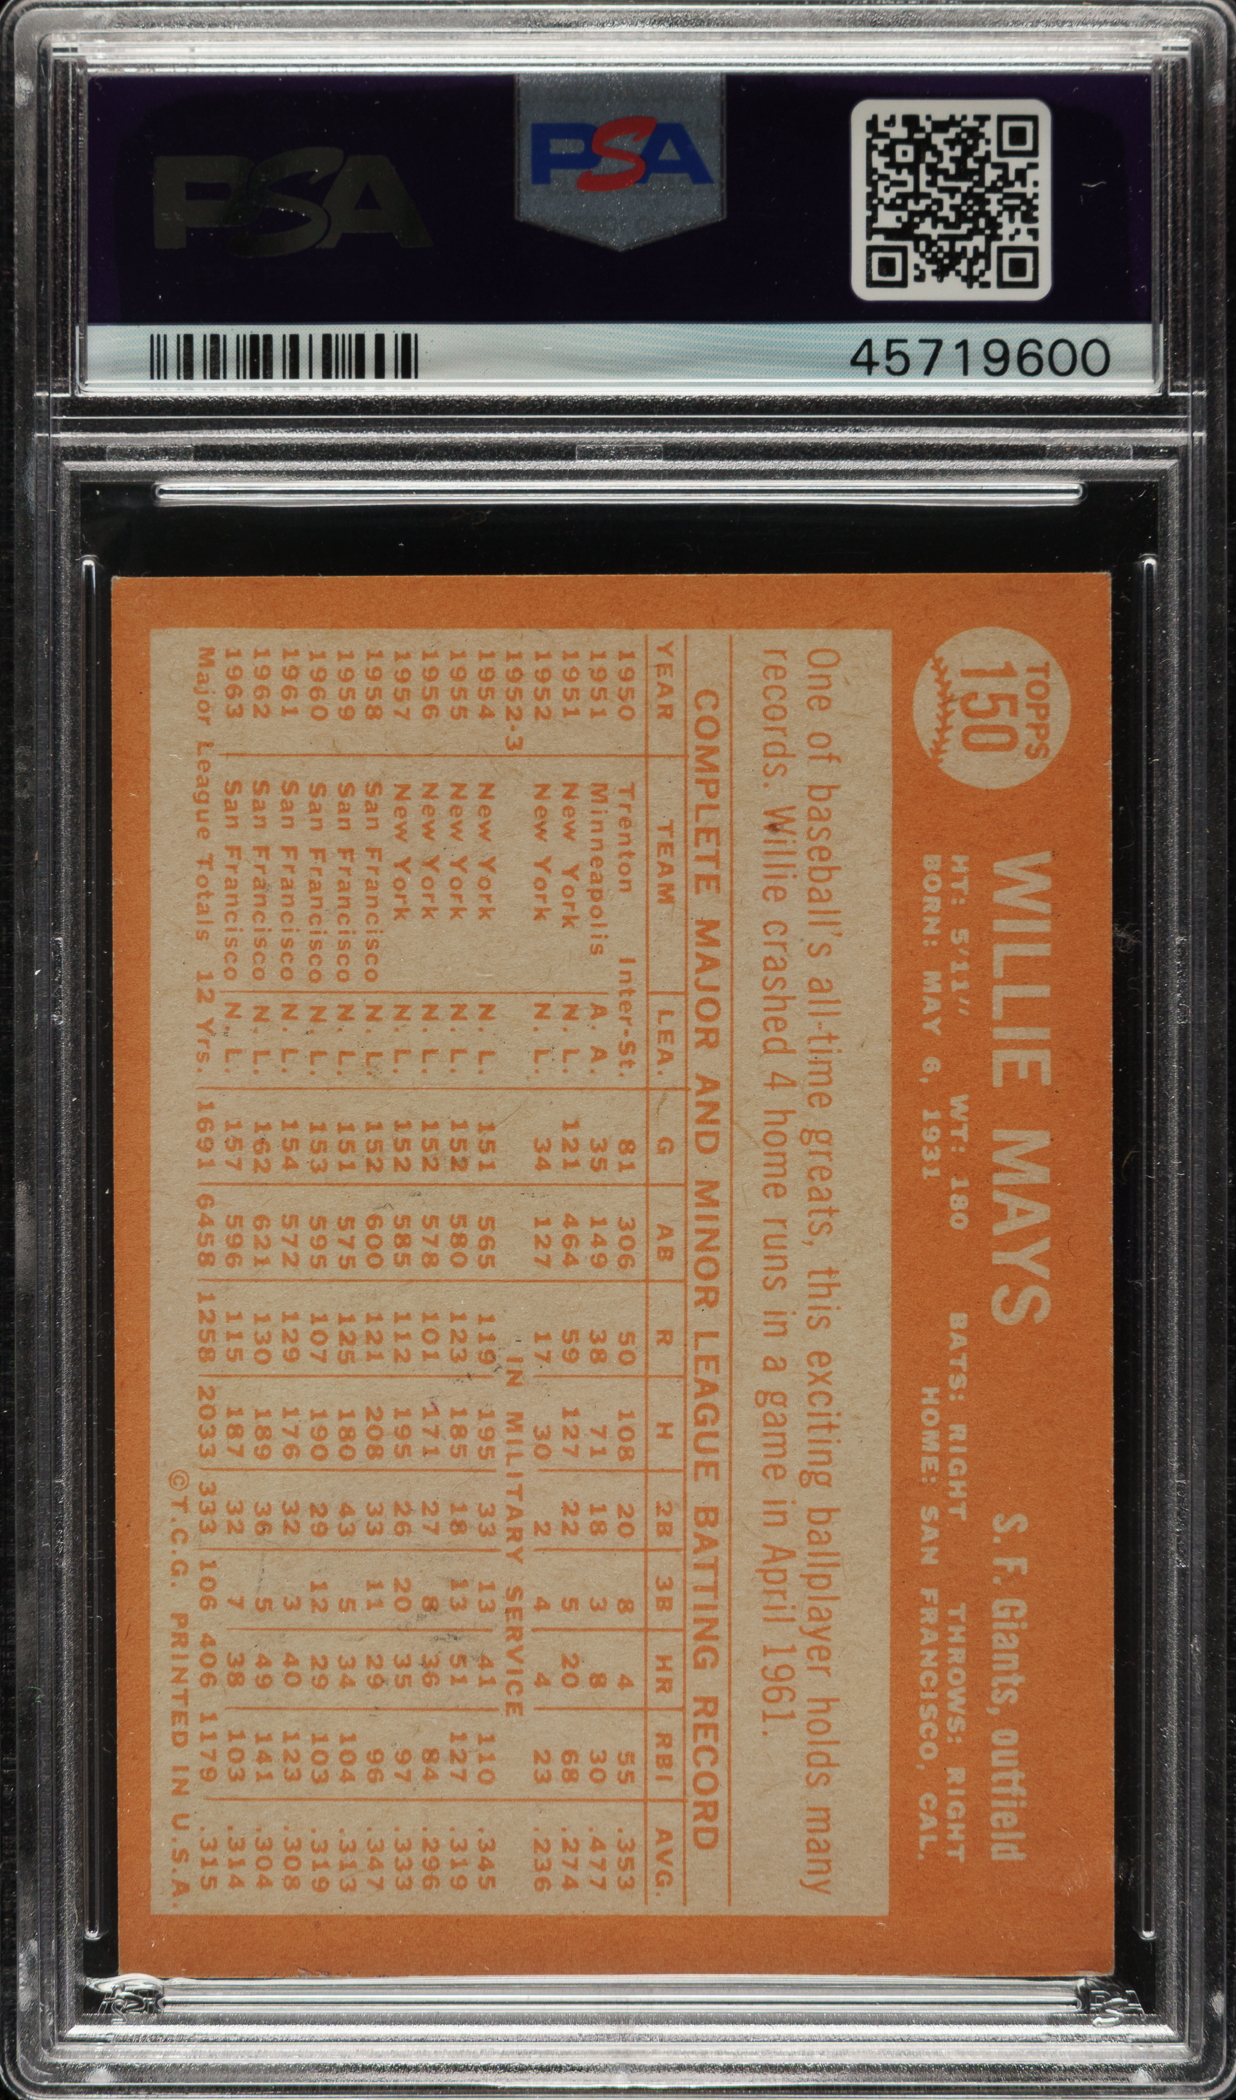 PSA
PSA
45719600
TOPPS
150
WILLIE MAYS S. F. Giants, outfield
HT: 5'11" WT: 180 BATS: RIGHT THROWS: RIGHT
BORN: MAY 6, 1931 HOME: SAN FRANCISCO, CAL.
One of baseball's all-time greats, this exciting ballplayer holds many
records. Willie crashed 4 home runs in a game in April 1961.
COMPLETE MAJOR AND MINOR LEAGUE BATTING RECORD
YEAR TEAM LEA. G AB R H 2B 3B HR RBI AVG.
1950 Trenton Inter-St. 81 306 50 108 20 8 4 55 .353
1951 Minneapolis A. A. 35 149 38 71 18 3 8 30 .477
1951 New York N. L. 121 464 59 127 22 5 20 68 .274
1952 New York N. L. 34 127 17 30 2 4 4 23 .236
1952-3 IN MILITARY SERVICE
1954 New York N. L. 151 565 119 195 33 13 41 110 .345
1955 New York N. L. 152 580 123 185 18 13 51 127 .319
1956 New York N. L. 152 578 101 171 27 8 36 84 .296
1957 New York N. L. 152 585 112 195 26 20 35 97 .333
1958 San Francisco N. L. 152 600 121 208 33 11 29 96 .347
1959 San Francisco N. L. 151 575 125 180 43 5 34 104 .313
1960 San Francisco N. L. 153 595 107 190 29 12 29 103 .319
1961 San Francisco N. L. 154 572 129 176 32 3 40 123 .308
1962 San Francisco N. L. 162 621 130 189 36 5 49 141 .304
1963 San Francisco N. L. 157 596 115 187 32 7 38 103 .314
Major League Totals 12 Yrs. 1691 6458 1258 2033 333 106 406 1179 .315
©T.C.G. PRINTED IN U.S.A.